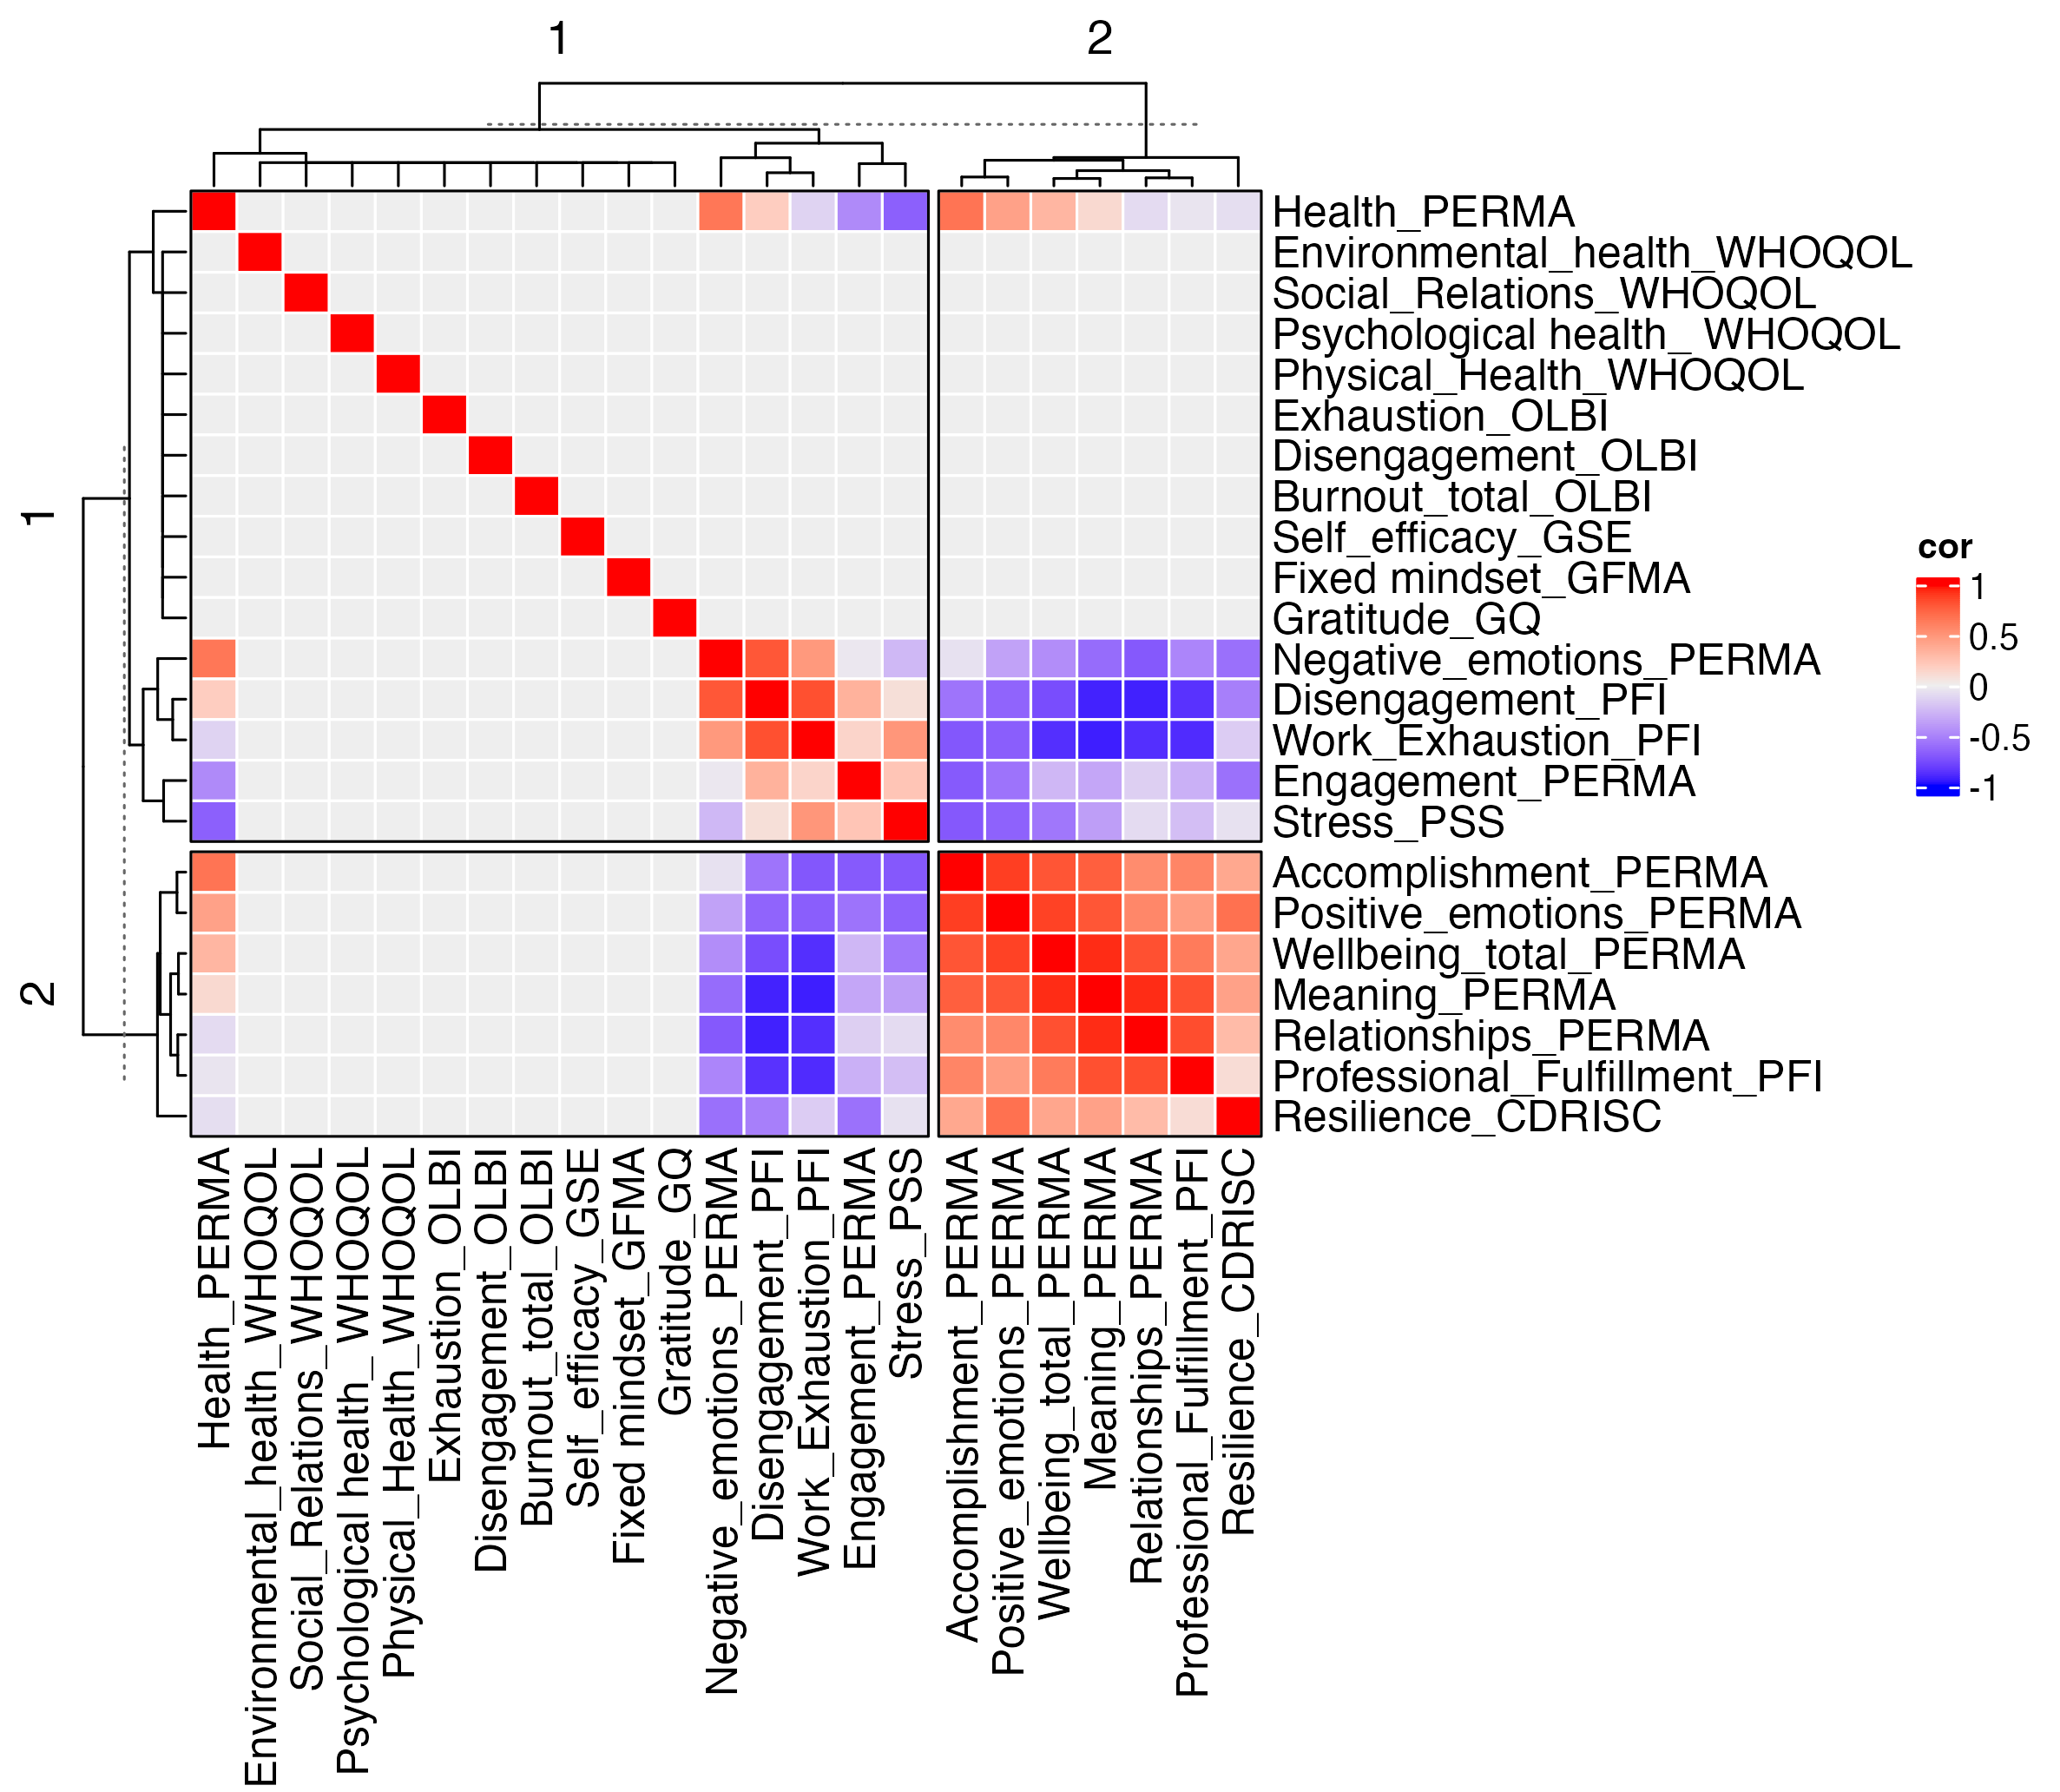 1
2
1
2
Health_PERMA
Environmental_health_WHOQOL
Social_Relations_WHOQOL
Psychological health_ WHOQOL
Physical_Health_WHOQOL
Exhaustion_OLBI
Disengagement_OLBI
Burnout_total_OLBI
Self_efficacy_GSE
Fixed mindset_GFMA
Gratitude_GQ
Negative_emotions_PERMA
Disengagement_PFI
Work_Exhaustion_PFI
Engagement_PERMA
Stress_PSS
Accomplishment_PERMA
Positive_emotions_PERMA
Wellbeing_total_PERMA
Meaning_PERMA
Relationships_PERMA
Professional_Fulfillment_PFI
Resilience_CDRISC
cor
1
0.5
0
-0.5
-1
Health_PERMA
Environmental_health_WHOQOL
Social_Relations_WHOQOL
Psychological health_ WHOQOL
Physical_Health_WHOQOL
Exhaustion_OLBI
Disengagement_OLBI
Burnout_total_OLBI
Self_efficacy_GSE
Fixed mindset_GFMA
Gratitude_GQ
Negative_emotions_PERMA
Disengagement_PFI
Work_Exhaustion_PFI
Engagement_PERMA
Stress_PSS
Accomplishment_PERMA
Positive_emotions_PERMA
Wellbeing_total_PERMA
Meaning_PERMA
Relationships_PERMA
Professional_Fulfillment_PFI
Resilience_CDRISC